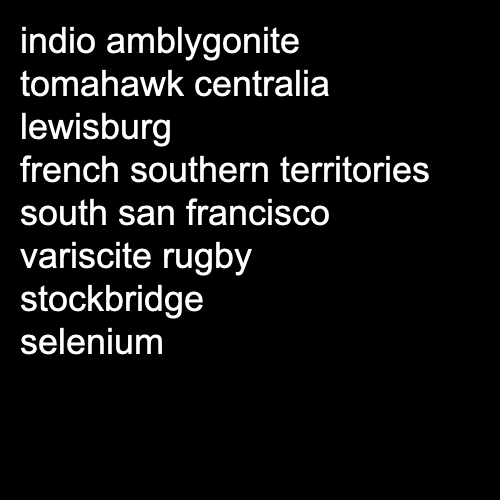 indio amblygonite
tomahawk centralia
lewisburg
french southern territories
south san francisco
variscite rugby
stockbridge
selenium